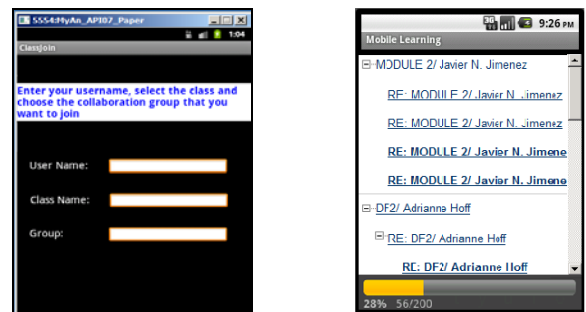 5554:MyAn_API07_Paper
1:04
ClassJoin
Enter your username, select the class and
choose the collaboration group that you
want to join
User Name:
Class Name:
Group:
3G
9:26 PM
Mobile Learning
MODULE 2/ Javier N. Jimenez
RE: MODULE 2/ Javier N. Jimenez
RE: MODULE 2/ Javier N. Jimenez
RE: MODULE 2/ Javier N. Jimene
RE: MODULE 2/ Javier N. Jimene
DF2/ Adrianne Hoff
RE: DF2/ Adrianne Hoff
RE: DF2/ Adrianne Hoff
28% 56/200